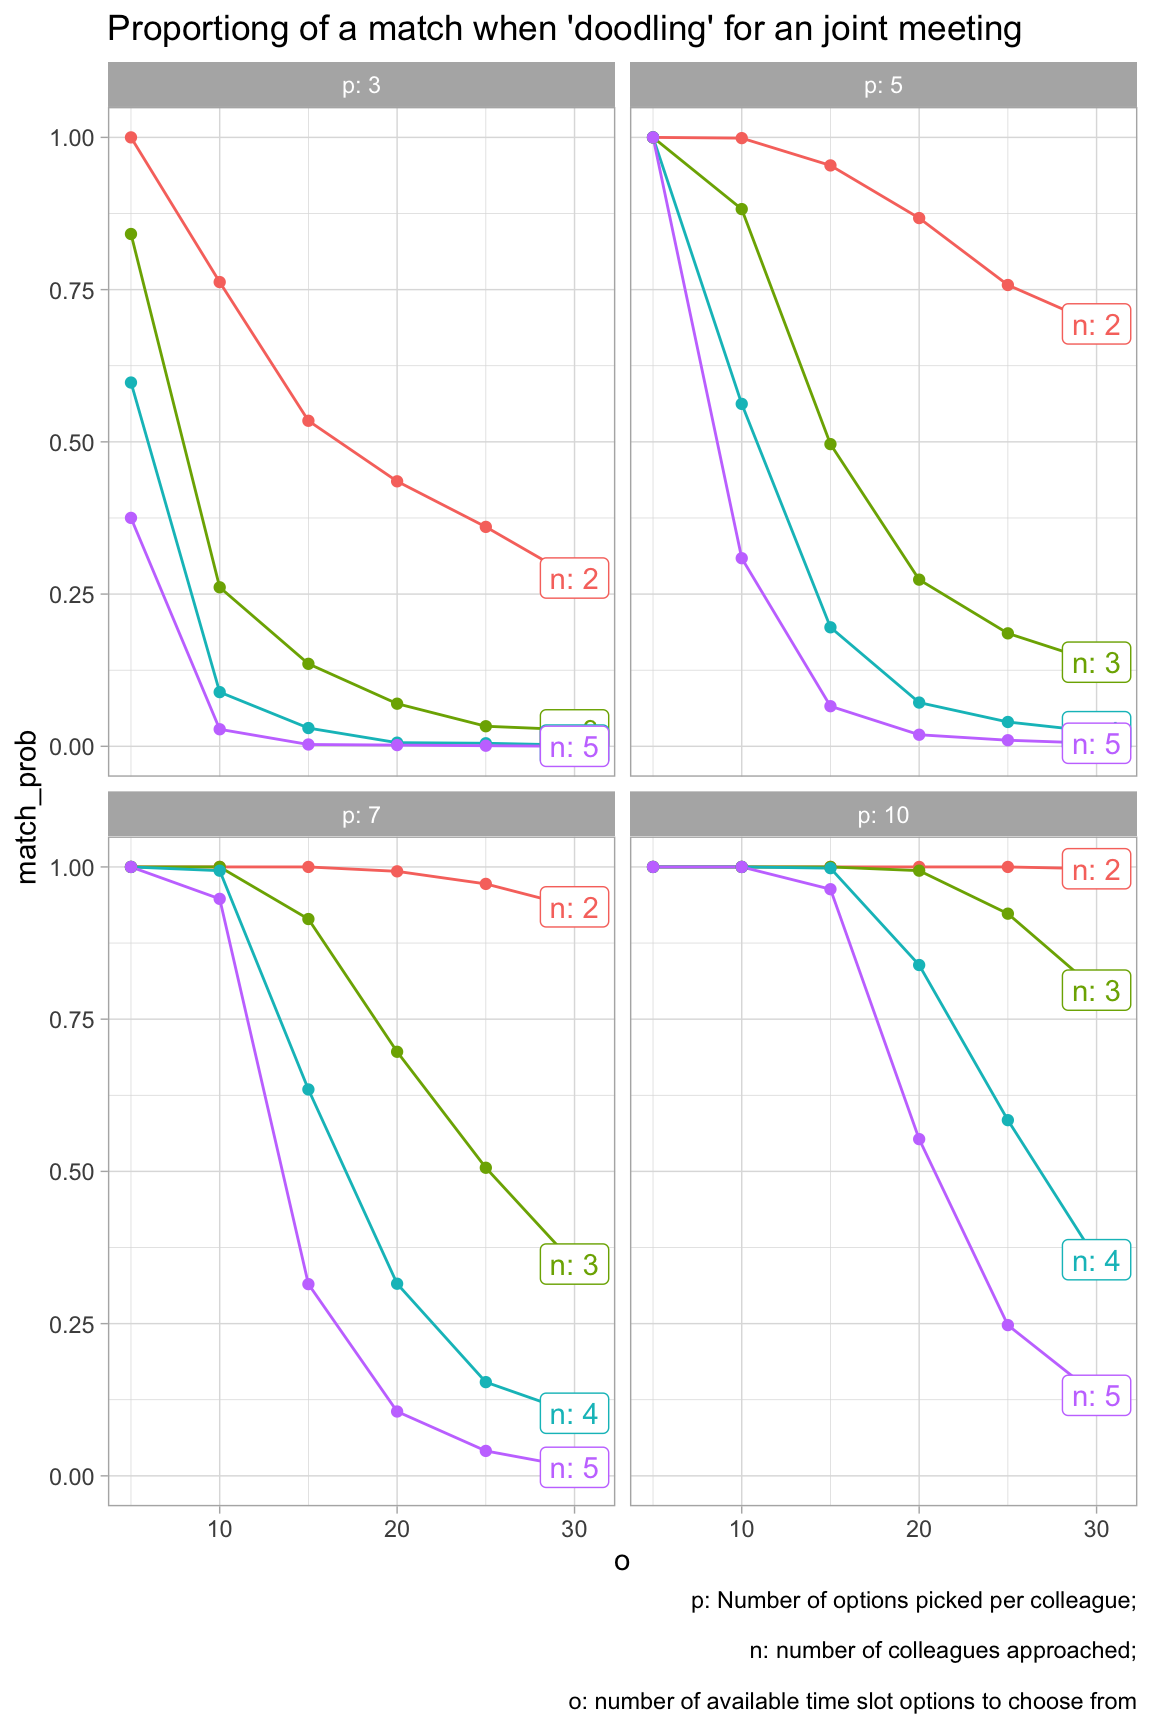 Proportiong of a match when 'doodling' for an joint meeting
p: 3
p: 5
1.00
0.75
0.50
0.25
0.00
n: 2
n: 5
n: 2
n: 3
n: 5
match_prob
p: 7
p: 10
1.00
0.75
0.50
0.25
0.00
n: 2
n: 3
n: 4
n: 5
n: 2
n: 3
n: 4
n: 5
10
20
30
10
20
30
o
p: Number of options picked per colleague;
n: number of colleagues approached;
o: number of available time slot options to choose from